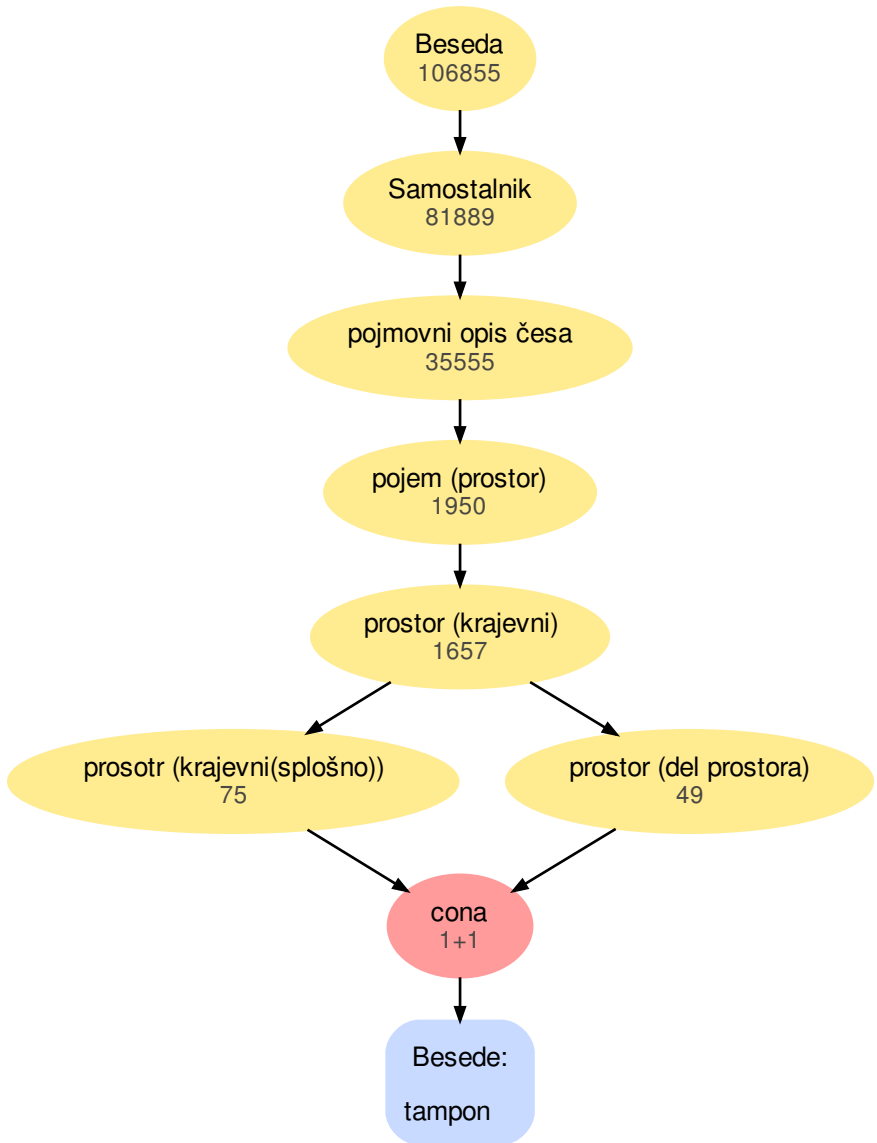 Beseda
106855
Samostalnik
81889
pojmovni opis česa
35555
pojem (prostor)
1950
prostor (krajevni)
1657
prosotr (krajevni(splošno))
75
prostor (del prostora)
49
cona
1+1
Besede:
tampon